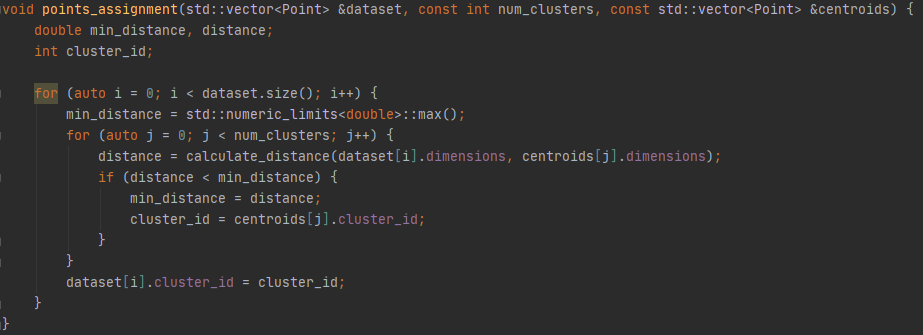 void points_assignment(std::vector<Point> &dataset, const int num_clusters, const std::vector<Point> &centroids) {
    double min_distance, distance;
    int cluster_id;

    for (auto i = 0; i < dataset.size(); i++) {
        min_distance = std::numeric_limits<double>::max();
        for (auto j = 0; j < num_clusters; j++) {
            distance = calculate_distance(dataset[i].dimensions, centroids[j].dimensions);
            if (distance < min_distance) {
                min_distance = distance;
                cluster_id = centroids[j].cluster_id;
            }
        }
        dataset[i].cluster_id = cluster_id;
    }
}